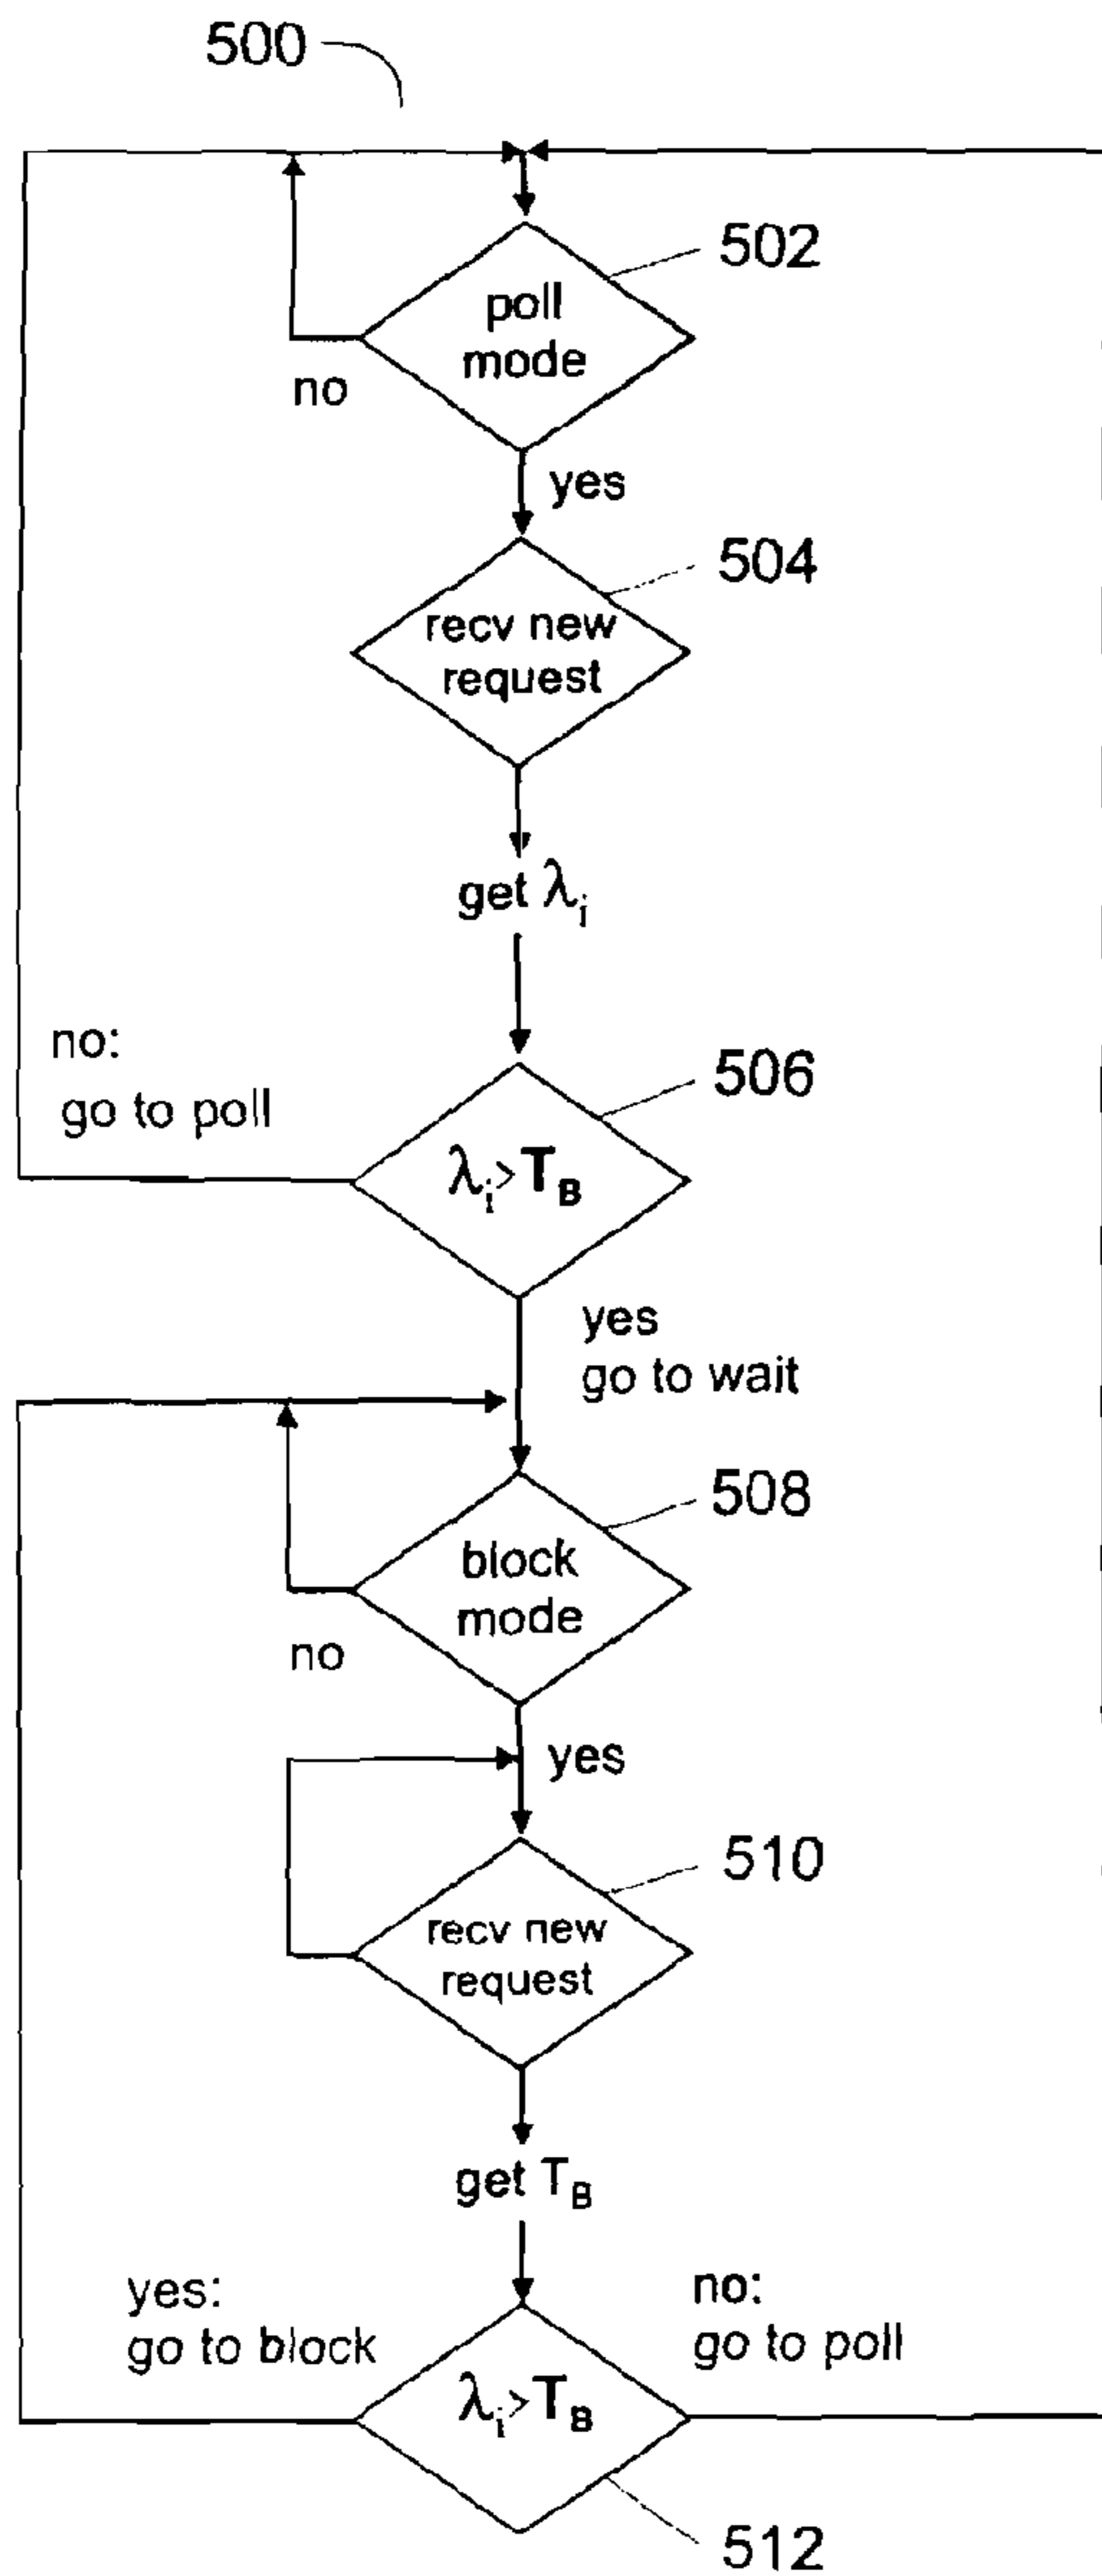 500
502
poll
mode
no
yes
504
recv new
request
get λi
no:
go to poll
506
λi>TB
yes
go to wait
508
block
mode
no
yes
510
recv new
request
get TB
yes:
go to block
no:
go to poll
λi>TB
512